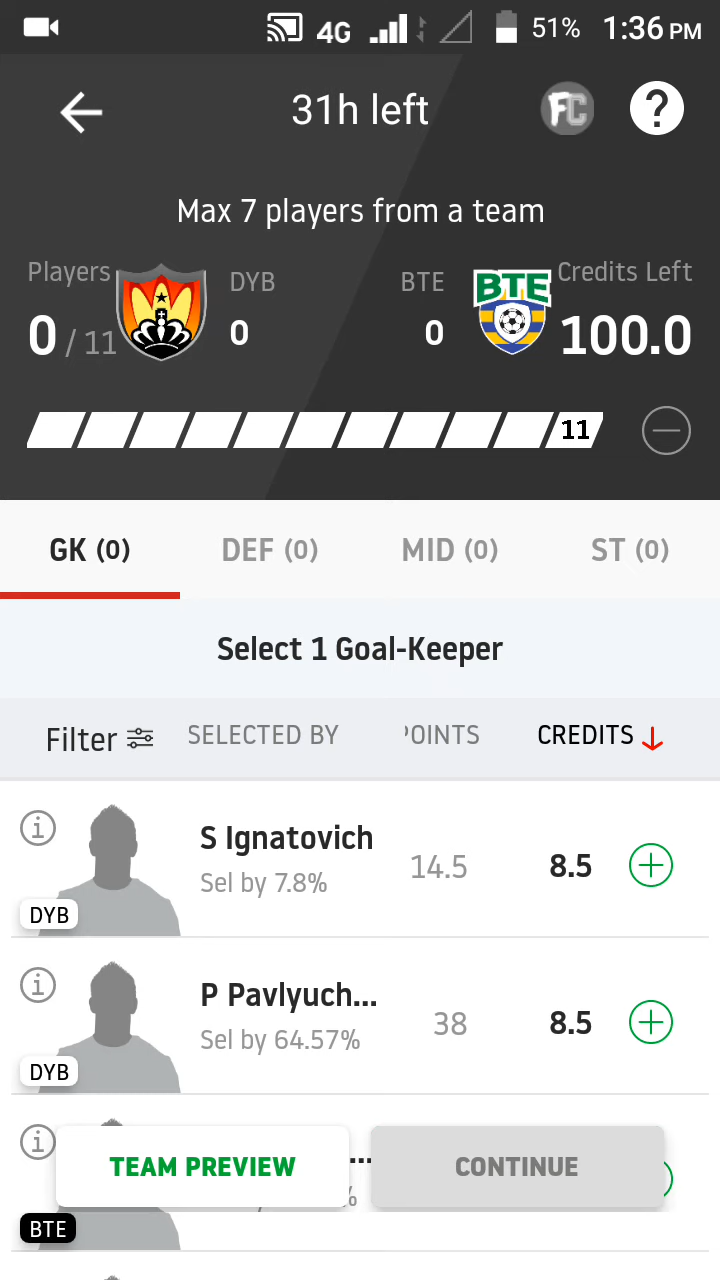 4G 51% 1:36 PM
31h left FC ?
Max 7 players from a team
Players DYB BTE BTE Credits Left
0 / 11 0 0 100.0
11
GK (0) DEF (0) MID (0) ST (0)
Select 1 Goal-Keeper
Filter SELECTED BY POINTS CREDITS
S Ignatovich
14.5 8.5
Sel by 7.8%
DYB
P Pavlyuch...
38 8.5
Sel by 64.57%
DYB
TEAM PREVIEW CONTINUE
BTE